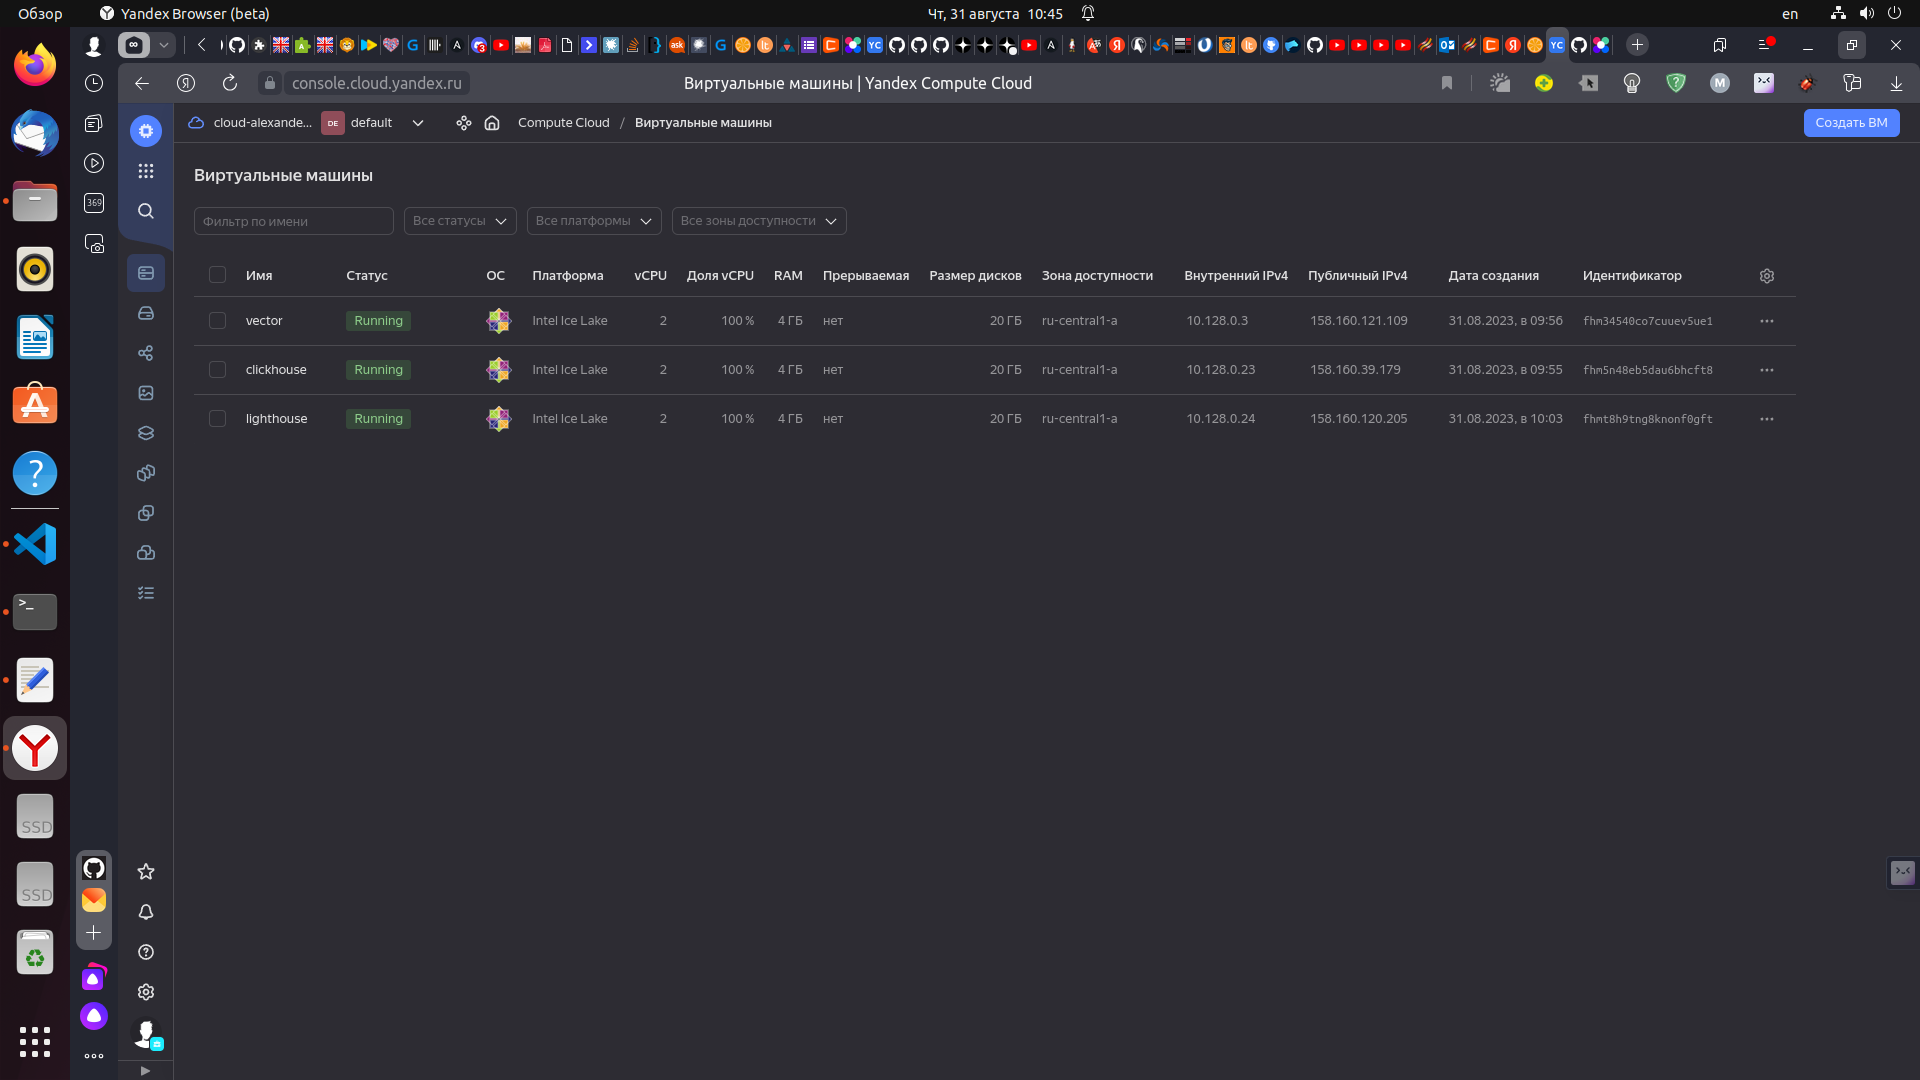 Обзор
Yandex Browser (beta)
Чт, 31 августа 10:45
en
console.cloud.yandex.ru
Виртуальные машины | Yandex Compute Cloud
369
cloud-alexande...
DE
default
Compute Cloud / Виртуальные машины
Создать ВМ
Виртуальные машины
Фильтр по имени
Все статусы
Все платформы
Все зоны доступности
Имя Статус ОС Платформа vCPU Доля vCPU RAM Прерываемая Размер дисков Зона доступности Внутренний IPv4 Публичный IPv4 Дата создания Идентификатор
vector Running Intel Ice Lake 2 100 % 4 ГБ нет 20 ГБ ru-central1-a 10.128.0.3 158.160.121.109 31.08.2023, в 09:56 fhm34540co7cuuev5ue1
clickhouse Running Intel Ice Lake 2 100 % 4 ГБ нет 20 ГБ ru-central1-a 10.128.0.23 158.160.39.179 31.08.2023, в 09:55 fhm5n48eb5dau6bhcft8
lighthouse Running Intel Ice Lake 2 100 % 4 ГБ нет 20 ГБ ru-central1-a 10.128.0.24 158.160.120.205 31.08.2023, в 10:03 fhmt8h9tng8knonf0gft
SSD
SSD